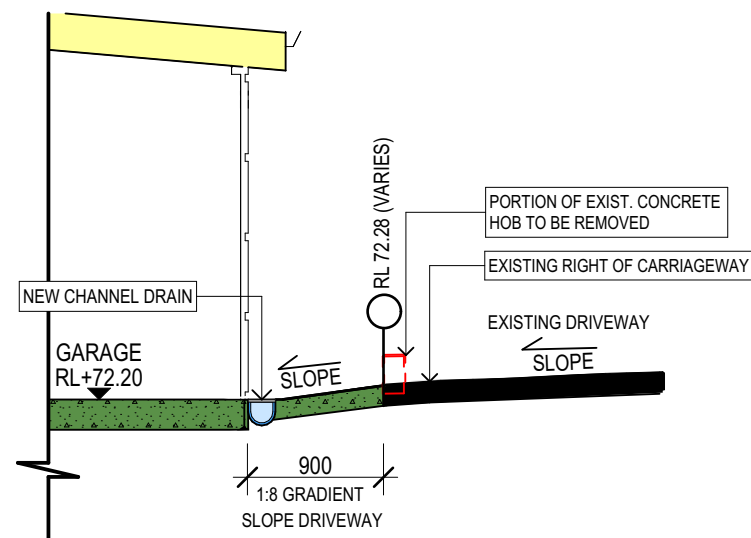 RL 72.28 (VARIES)
PORTION OF EXIST. CONCRETE
HOB TO BE REMOVED
EXISTING RIGHT OF CARRIAGEWAY
NEW CHANNEL DRAIN
EXISTING DRIVEWAY
SLOPE
GARAGE
RL+72.20
SLOPE
900
1:8 GRADIENT
SLOPE DRIVEWAY